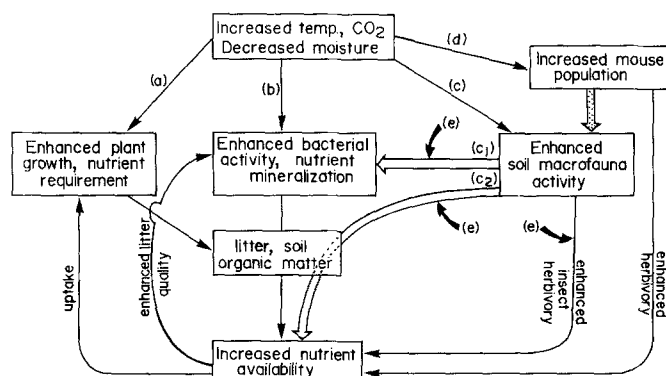 Increased temp., CO2
Decreased moisture
(a)
(b)
(c)
(d)
Increased mouse
population
Enhanced plant
growth, nutrient
requirement
Enhanced bacterial
activity, nutrient
mineralization
(e)
(c1)
(c2)
Enhanced
soil macrofauna
activity
(e)
(e)
litter, soil
organic matter
uptake
enhanced litter
quality
enhanced
insect
herbivory
enhanced
herbivory
Increased nutrient
availability